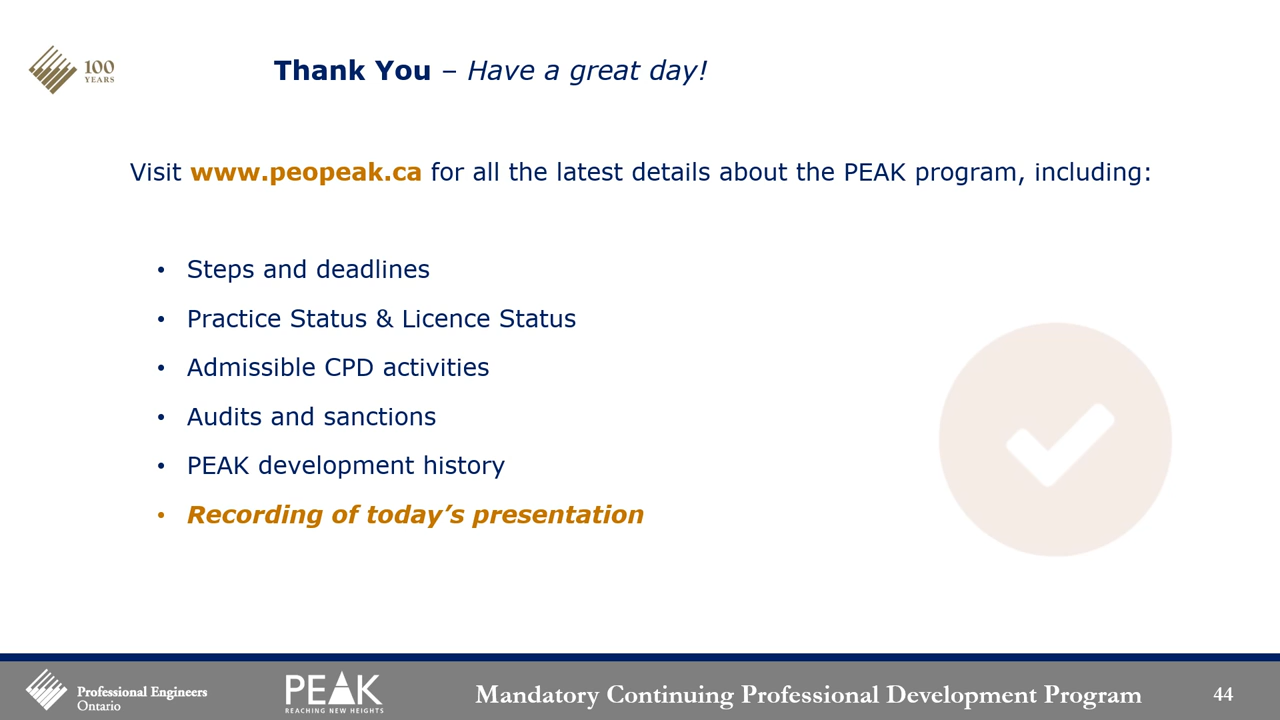 100
YEARS
Thank You – Have a great day!
Visit www.peopeak.ca for all the latest details about the PEAK program, including:
• Steps and deadlines
• Practice Status & Licence Status
• Admissible CPD activities
• Audits and sanctions
• PEAK development history
• Recording of today’s presentation
Professional Engineers
Ontario
PEAK
REACHING NEW HEIGHTS
Mandatory Continuing Professional Development Program
44